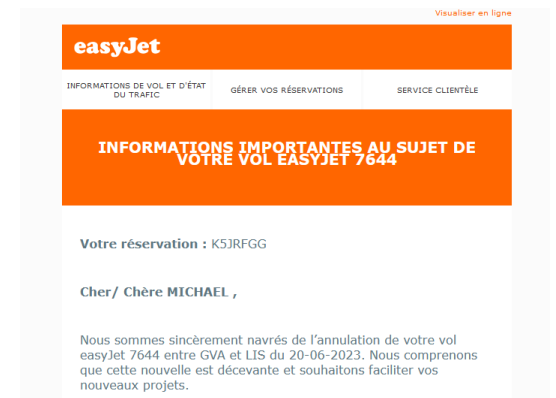 Visualiser en ligne
easyJet
INFORMATIONS DE VOL ET D'ÉTAT
DU TRAFIC
GÉRER VOS RÉSERVATIONS
SERVICE CLIENTÈLE
INFORMATIONS IMPORTANTES AU SUJET DE
VOTRE VOL EASYJET 7644
Votre réservation : K5JRFGG
Cher/ Chère MICHAEL ,
Nous sommes sincèrement navrés de l’annulation de votre vol
easyJet 7644 entre GVA et LIS du 20-06-2023. Nous comprenons
que cette nouvelle est décevante et souhaitons faciliter vos
nouveaux projets.